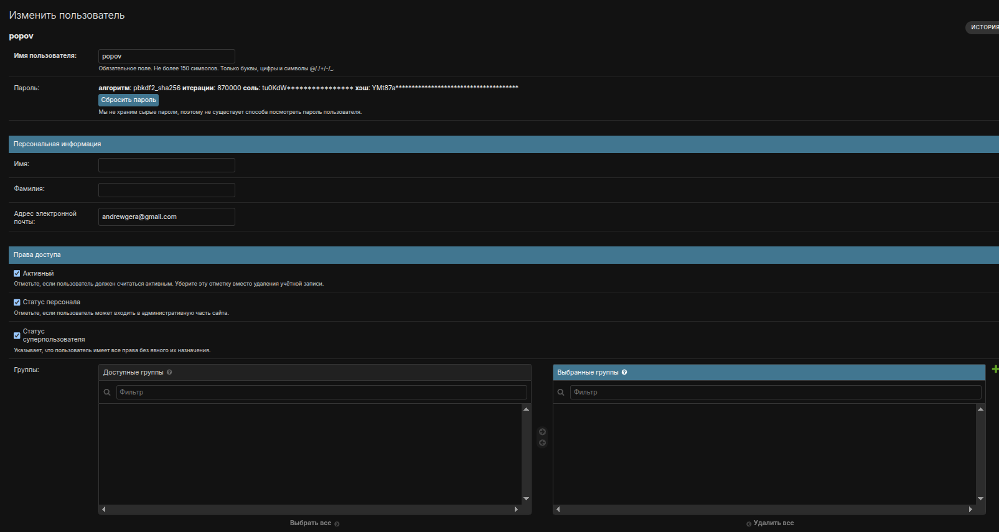 Изменить пользователь
ИСТОРИЯ
popov
Имя пользователя:
popov
Обязательное поле. Не более 150 символов. Только буквы, цифры и символы @/./+/-/_.
Пароль:
алгоритм: pbkdf2_sha256 итерации: 870000 соль: tu0KdW**************** хэш: YMt87a**************************************
Сбросить пароль
Мы не храним сырые пароли, поэтому не существует способа посмотреть пароль пользователя.
Персональная информация
Имя:
Фамилия:
Адрес электронной
почты:
andrewgera@gmail.com
Права доступа
Активный
Отметьте, если пользователь должен считаться активным. Уберите эту отметку вместо удаления учётной записи.
Статус персонала
Отметьте, если пользователь может входить в административную часть сайта.
Статус
суперпользователя
Указывает, что пользователь имеет все права без явного их назначения.
Группы:
Доступные группы
Выбранные группы
Фильтр
Фильтр
Выбрать все
Удалить все